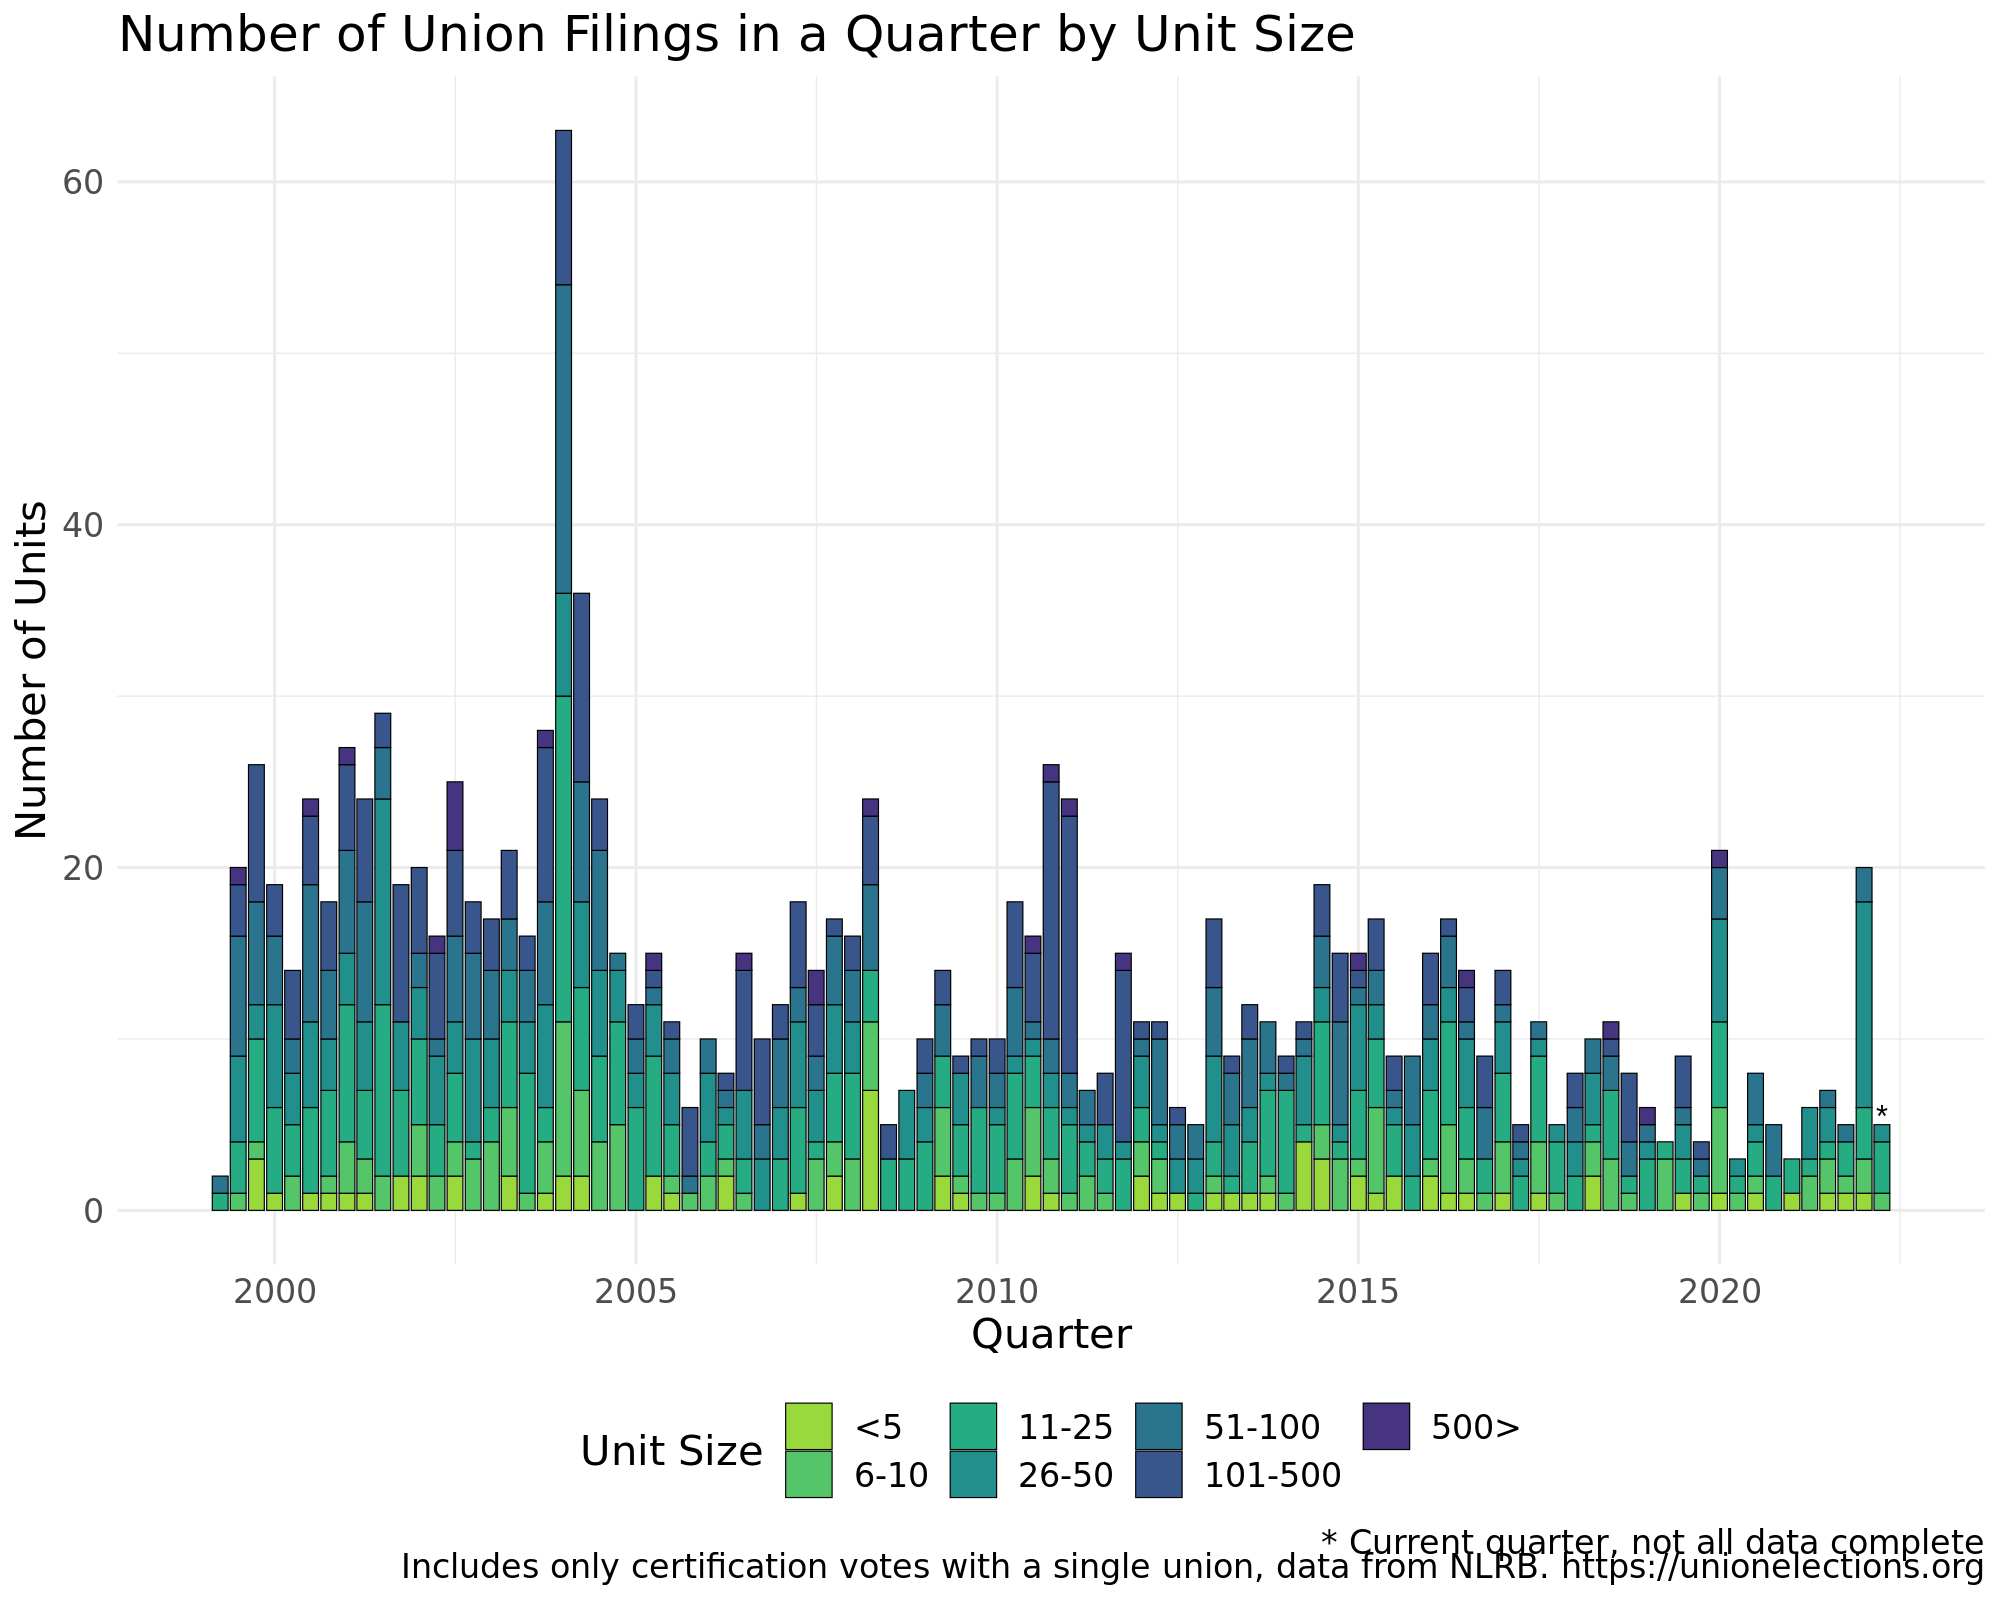 Number of Union Filings in a Quarter by Unit Size
Number of Units
60
40
20
0
*
2000 2005 2010 2015 2020
Quarter
Unit Size
<5 11-25 51-100 500>
6-10 26-50 101-500
* Current quarter, not all data complete
Includes only certification votes with a single union, data from NLRB. https://unionelections.org